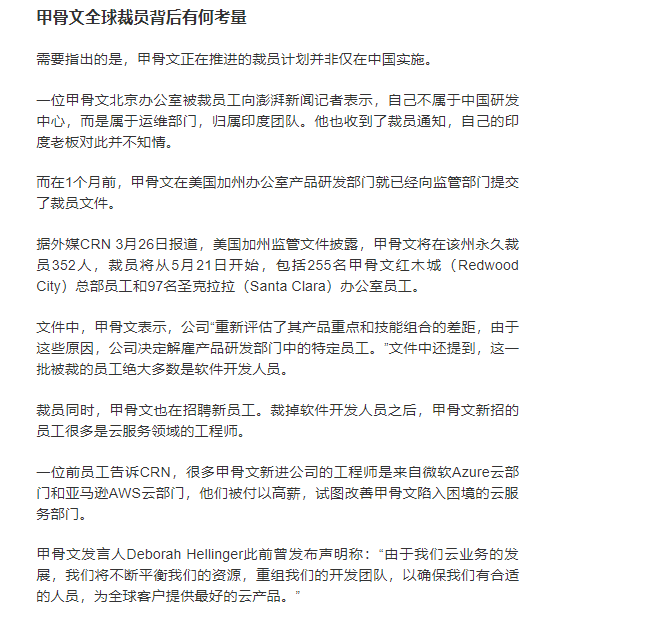 甲骨文全球裁员背后有何考量
需要指出的是，甲骨文正在推进的裁员计划并非仅在中国实施。
一位甲骨文北京办公室被裁员工向澎湃新闻记者表示，自己不属于中国研发
中心，而是属于运维部门，归属印度团队。他也收到了裁员通知，自己的印
度老板对此并不知情。
而在1个月前，甲骨文在美国加州办公室产品研发部门就已经向监管部门提交
了裁员文件。
据外媒CRN 3月26日报道，美国加州监管文件披露，甲骨文将在该州永久裁
员352人，裁员将从5月21日开始，包括255名甲骨文红木城（Redwood
City）总部员工和97名圣克拉拉（Santa Clara）办公室员工。
文件中，甲骨文表示，公司“重新评估了其产品重点和技能组合的差距，由于
这些原因，公司决定解雇产品研发部门中的特定员工。”文件中还提到，这一
批被裁的员工绝大多数是软件开发人员。
裁员同时，甲骨文也在招聘新员工。裁掉软件开发人员之后，甲骨文新招的
员工很多是云服务领域的工程师。
一位前员工告诉CRN，很多甲骨文新进公司的工程师是来自微软Azure云部
门和亚马逊AWS云部门，他们被付以高薪，试图改善甲骨文陷入困境的云服
务部门。
甲骨文发言人Deborah Hellinger此前曾发布声明称：“由于我们云业务的发
展，我们将不断平衡我们的资源，重组我们的开发团队，以确保我们有合适
的人员，为全球客户提供最好的云产品。”